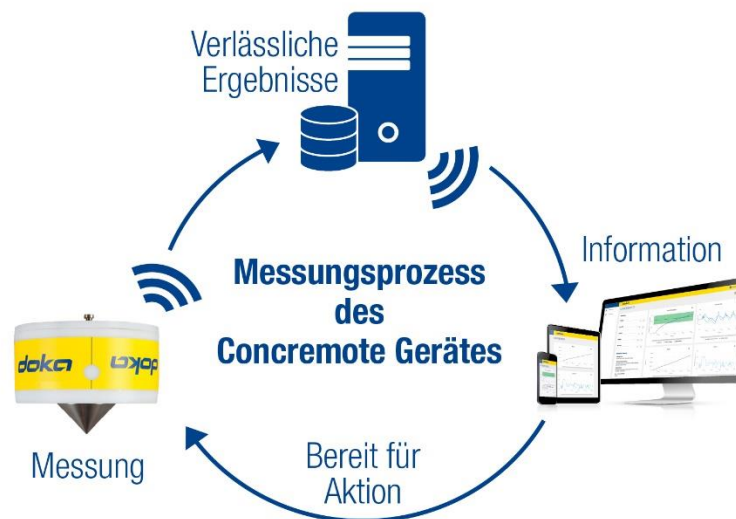 Verlässliche
Ergebnisse
Information
Messungsprozess
des
Concremote Gerätes
doka
doka
Messung
Bereit für
Aktion